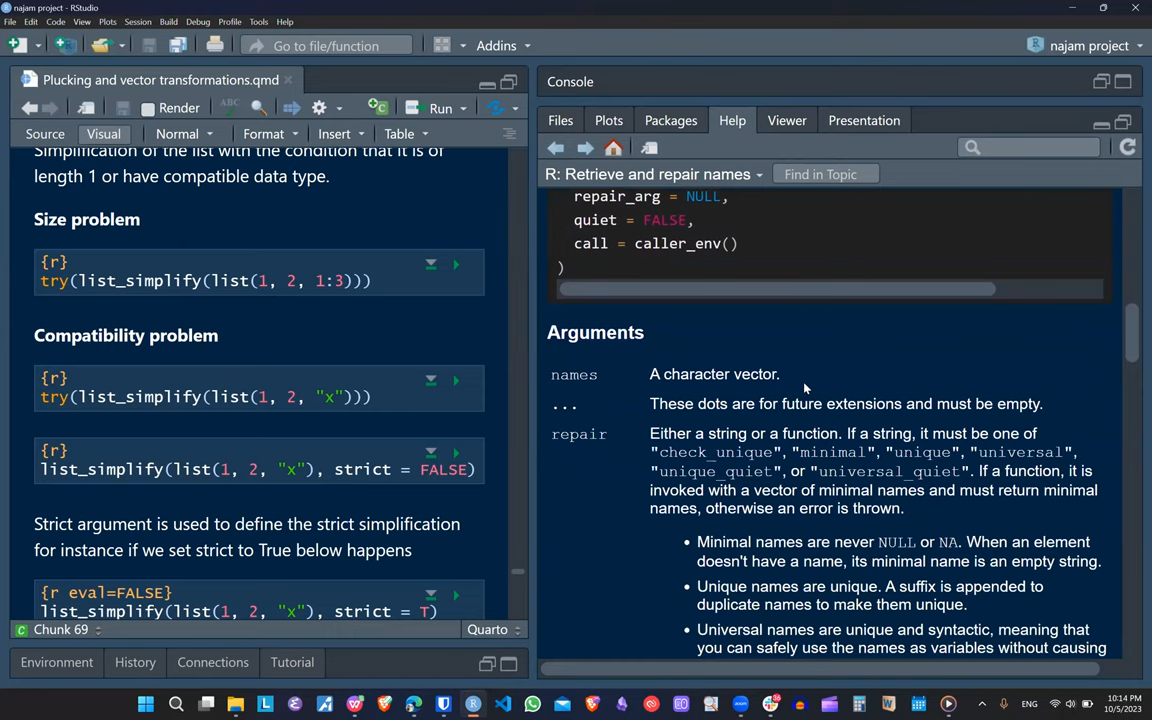 najam project - RStudio
File Edit Code View Plots Session Build Debug Profile Tools Help
Go to file/function
Addins
najam project
Plucking and vector transformations.qmd
Render
ABC
Run
Source Visual Normal Format Insert Table
Simplification of the list with the condition that it is of
length 1 or have compatible data type.
Size problem
{r}
try(list_simplify(list(1, 2, 1:3)))
Compatibility problem
{r}
try(list_simplify(list(1, 2, "x")))
{r}
list_simplify(list(1, 2, "x"), strict = FALSE)
Strict argument is used to define the strict simplification
for instance if we set strict to True below happens
{r eval=FALSE}
list_simplify(list(1, 2, "x"), strict = T)
Chunk 69
Quarto
Environment History Connections Tutorial
Console
Files Plots Packages Help Viewer Presentation
R: Retrieve and repair names
Find in Topic
repair_arg = NULL,
quiet = FALSE,
call = caller_env()
)
Arguments
names A character vector.
... These dots are for future extensions and must be empty.
repair Either a string or a function. If a string, it must be one of
"check_unique", "minimal", "unique", "universal",
"unique_quiet", or "universal_quiet". If a function, it is
invoked with a vector of minimal names and must return minimal
names, otherwise an error is thrown.
• Minimal names are never NULL or NA. When an element
doesn't have a name, its minimal name is an empty string.
• Unique names are unique. A suffix is appended to
duplicate names to make them unique.
• Universal names are unique and syntactic, meaning that
you can safely use the names as variables without causing
ENG
10:14 PM
10/5/2023